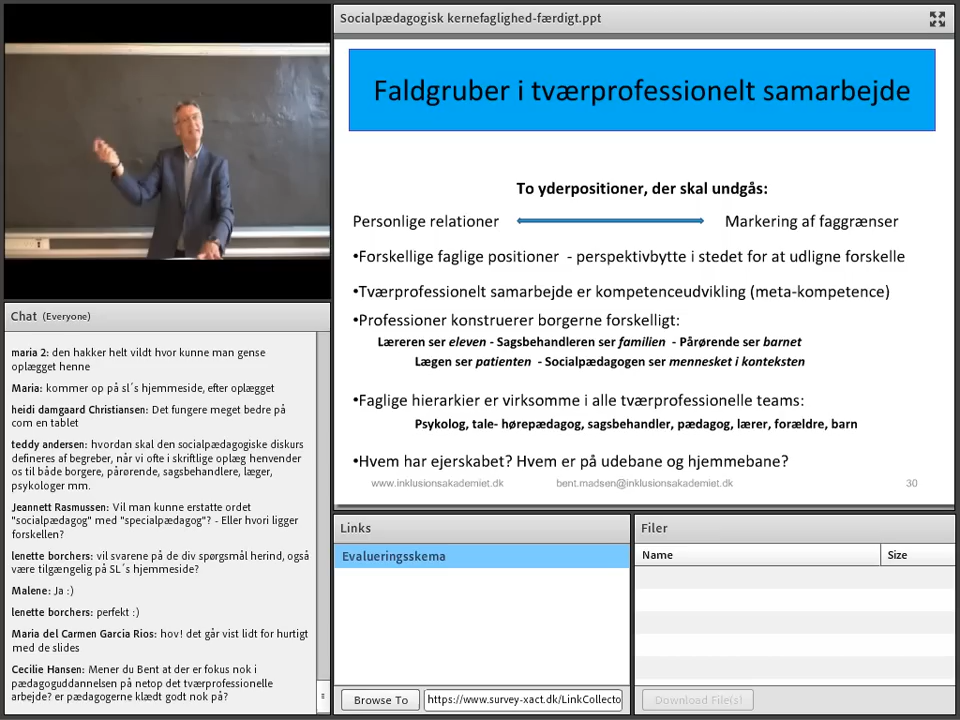 Socialpædagogisk kernefaglighed-færdigt.ppt
Faldgruber i tværprofessionelt samarbejde
To yderpositioner, der skal undgås:
Personlige relationer Markering af faggrænser
•Forskellige faglige positioner - perspektivbytte i stedet for at udligne forskelle
•Tværprofessionelt samarbejde er kompetenceudvikling (meta-kompetence)
•Professioner konstruerer borgerne forskelligt:
Læreren ser eleven - Sagsbehandleren ser familien - Pårørende ser barnet
Lægen ser patienten - Socialpædagogen ser mennesket i konteksten
•Faglige hierarkier er virksomme i alle tværprofessionelle teams:
Psykolog, tale- hørepædagog, sagsbehandler, pædagog, lærer, forældre, barn
•Hvem har ejerskabet? Hvem er på udebane og hjemmebane?
www.inklusionsakademiet.dk bent.madsen@inklusionsakademiet.dk 30
Chat (Everyone)
maria 2: den hakker helt vildt hvor kunne man gense
oplægget henne
Maria: kommer op på sl´s hjemmeside, efter oplægget
heidi damgaard Christiansen: Det fungere meget bedre på
com en tablet
teddy andersen: hvordan skal den socialpædagogiske diskurs
defineres af begreber, når vi ofte i skriftlige oplæg henvender
os til både borgere, pårørende, sagsbehandlere, læger,
psykologer mm.
Jeannett Rasmussen: Vil man kunne erstatte ordet
"socialpædagog" med "specialpædagog"? - Eller hvori ligger
forskellen?
lenette borchers: vil svarene på de div spørgsmål herind, også
være tilgængelig på SL´s hjemmeside?
Malene: Ja :)
lenette borchers: perfekt :)
Maria del Carmen Garcia Rios: hov! det går vist lidt for hurtigt
med de slides
Cecilie Hansen: Mener du Bent at der er fokus nok i
pædagoguddannelsen på netop det tværprofessionelle
arbejde? er pædagogerne klædt godt nok på?
Links
Evalueringsskema
Browse To https://www.survey-xact.dk/LinkCollecto
Filer
Name Size
Download File(s)